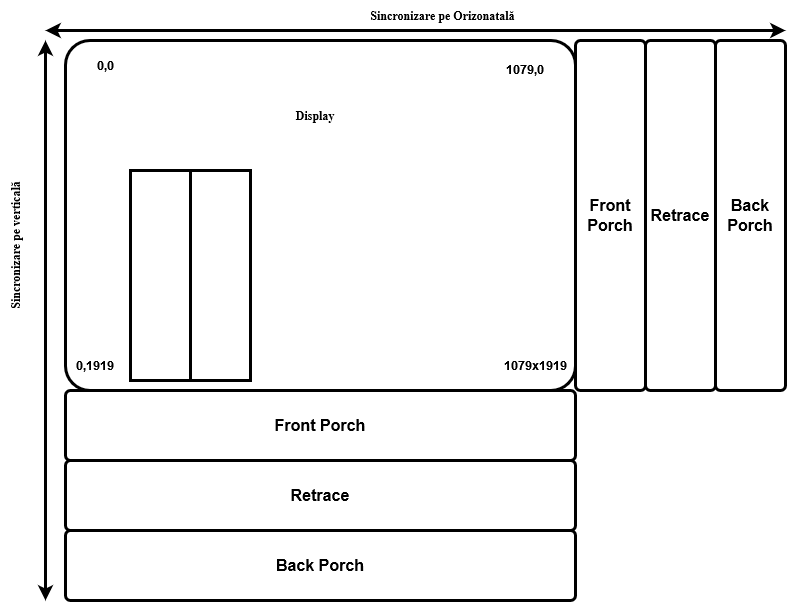 Sincronizare pe Orizonatală
0,0
1079,0
Display
Sincronizare pe verticală
Front
Porch
Retrace
Back
Porch
0,1919
1079x1919
Front Porch
Retrace
Back Porch